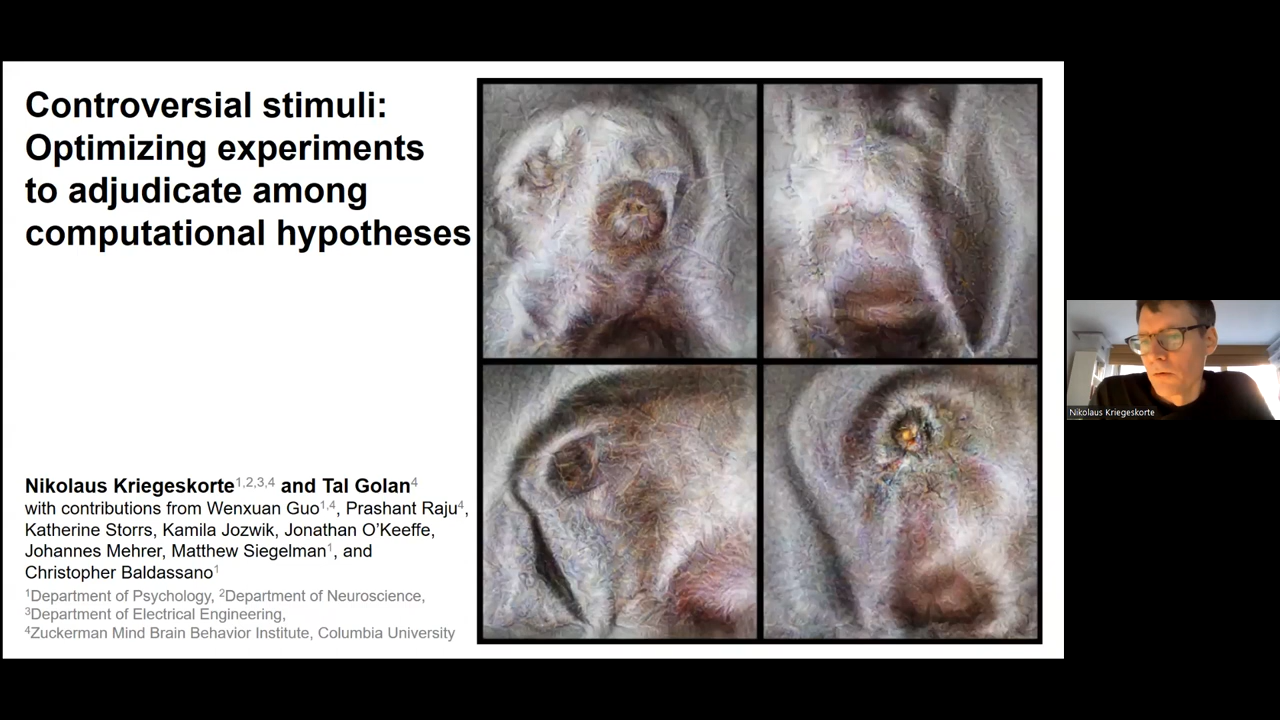 Controversial stimuli:
Optimizing experiments
to adjudicate among
computational hypotheses
Nikolaus Kriegeskorte1,2,3,4 and Tal Golan4
with contributions from Wenxuan Guo1,4, Prashant Raju4,
Katherine Storrs, Kamila Jozwik, Jonathan O'Keeffe,
Johannes Mehrer, Matthew Siegelman1, and
Christopher Baldassano1
1Department of Psychology, 2Department of Neuroscience,
3Department of Electrical Engineering,
4Zuckerman Mind Brain Behavior Institute, Columbia University
Nikolaus Kriegeskorte